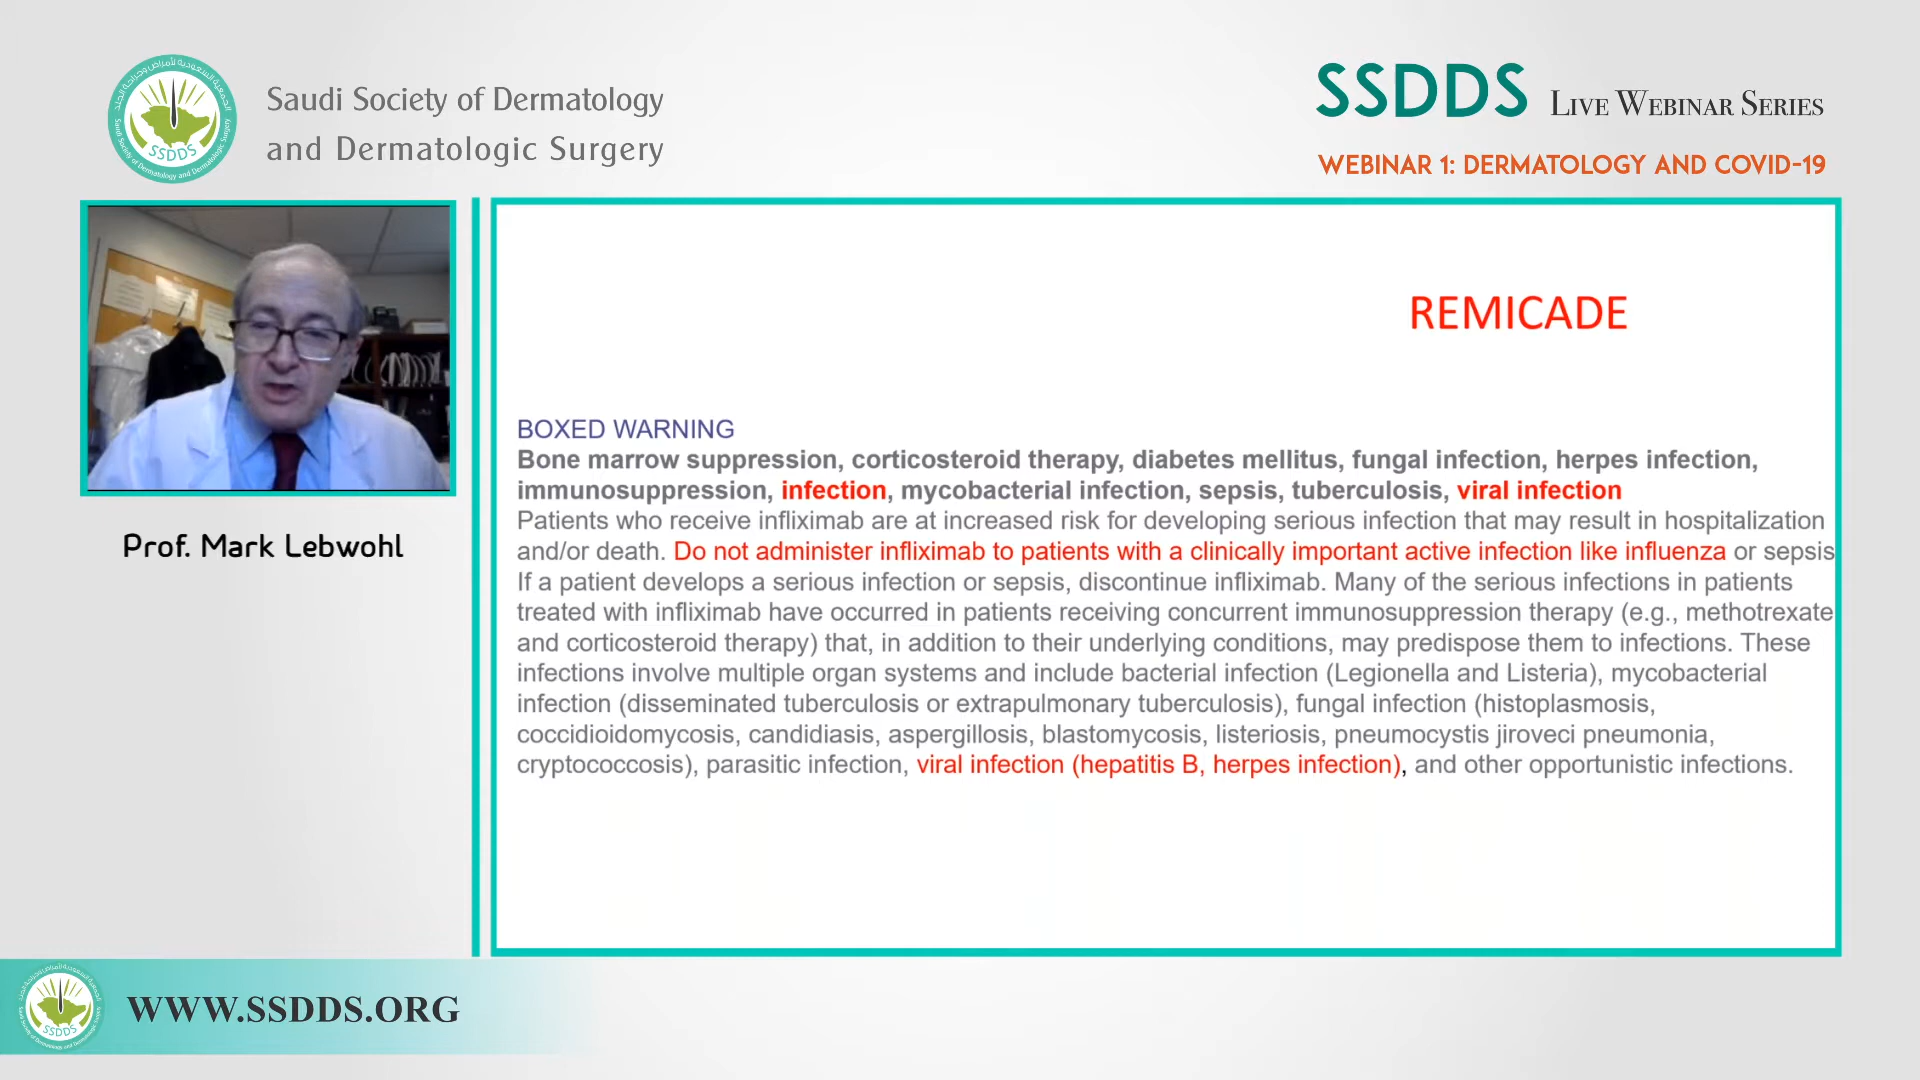 Saudi Society of Dermatology
and Dermatologic Surgery
SSDDS
SSDDS LIVE WEBINAR SERIES
WEBINAR 1: DERMATOLOGY AND COVID-19
Prof. Mark Lebwohl
REMICADE
BOXED WARNING
Bone marrow suppression, corticosteroid therapy, diabetes mellitus, fungal infection, herpes infection,
immunosuppression, infection, mycobacterial infection, sepsis, tuberculosis, viral infection
Patients who receive infliximab are at increased risk for developing serious infection that may result in hospitalization
and/or death. Do not administer infliximab to patients with a clinically important active infection like influenza or sepsis
If a patient develops a serious infection or sepsis, discontinue infliximab. Many of the serious infections in patients
treated with infliximab have occurred in patients receiving concurrent immunosuppression therapy (e.g., methotrexate
and corticosteroid therapy) that, in addition to their underlying conditions, may predispose them to infections. These
infections involve multiple organ systems and include bacterial infection (Legionella and Listeria), mycobacterial
infection (disseminated tuberculosis or extrapulmonary tuberculosis), fungal infection (histoplasmosis,
coccidioidomycosis, candidiasis, aspergillosis, blastomycosis, listeriosis, pneumocystis jiroveci pneumonia,
cryptococcosis), parasitic infection, viral infection (hepatitis B, herpes infection), and other opportunistic infections.
SSDDS
WWW.SSDDS.ORG